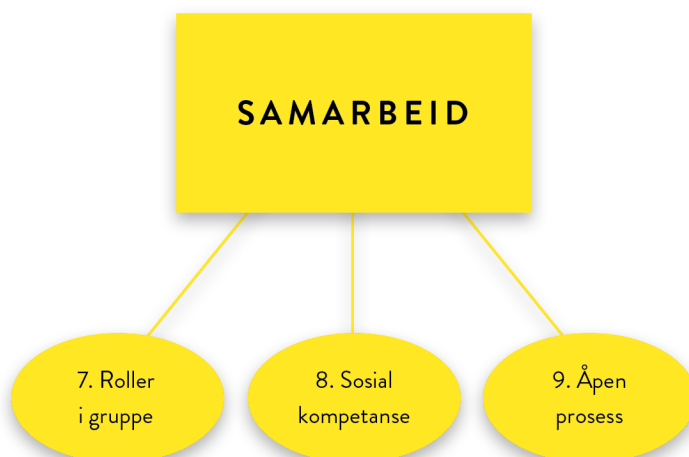 SAMARBEID
7. Roller
i gruppe
8. Sosial
kompetanse
9. Åpen
prosess